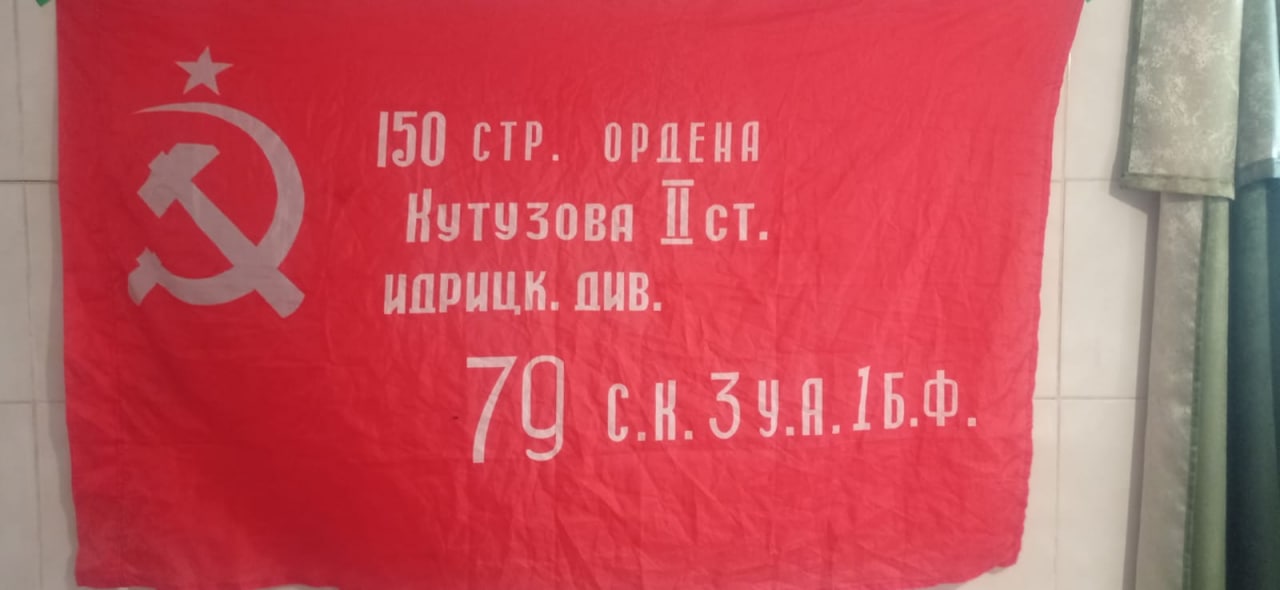 150 СТР. ОРДЕНА
КУТУЗОВА II СТ.
ИДРИЦК. ДИВ.
79 С.К. 3 У.А. 1 Б.Ф.